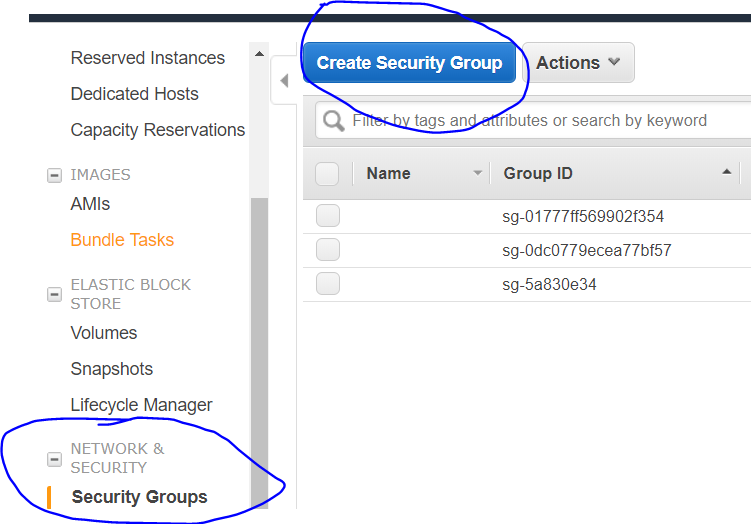 Reserved Instances
Dedicated Hosts
Capacity Reservations
IMAGES
AMIs
Bundle Tasks
ELASTIC BLOCK
STORE
Volumes
Snapshots
Lifecycle Manager
NETWORK &
SECURITY
Security Groups
Create Security Group Actions
Filter by tags and attributes or search by keyword
Name Group ID
sg-01777ff569902f354
sg-0dc0779ecea77bf57
sg-5a830e34